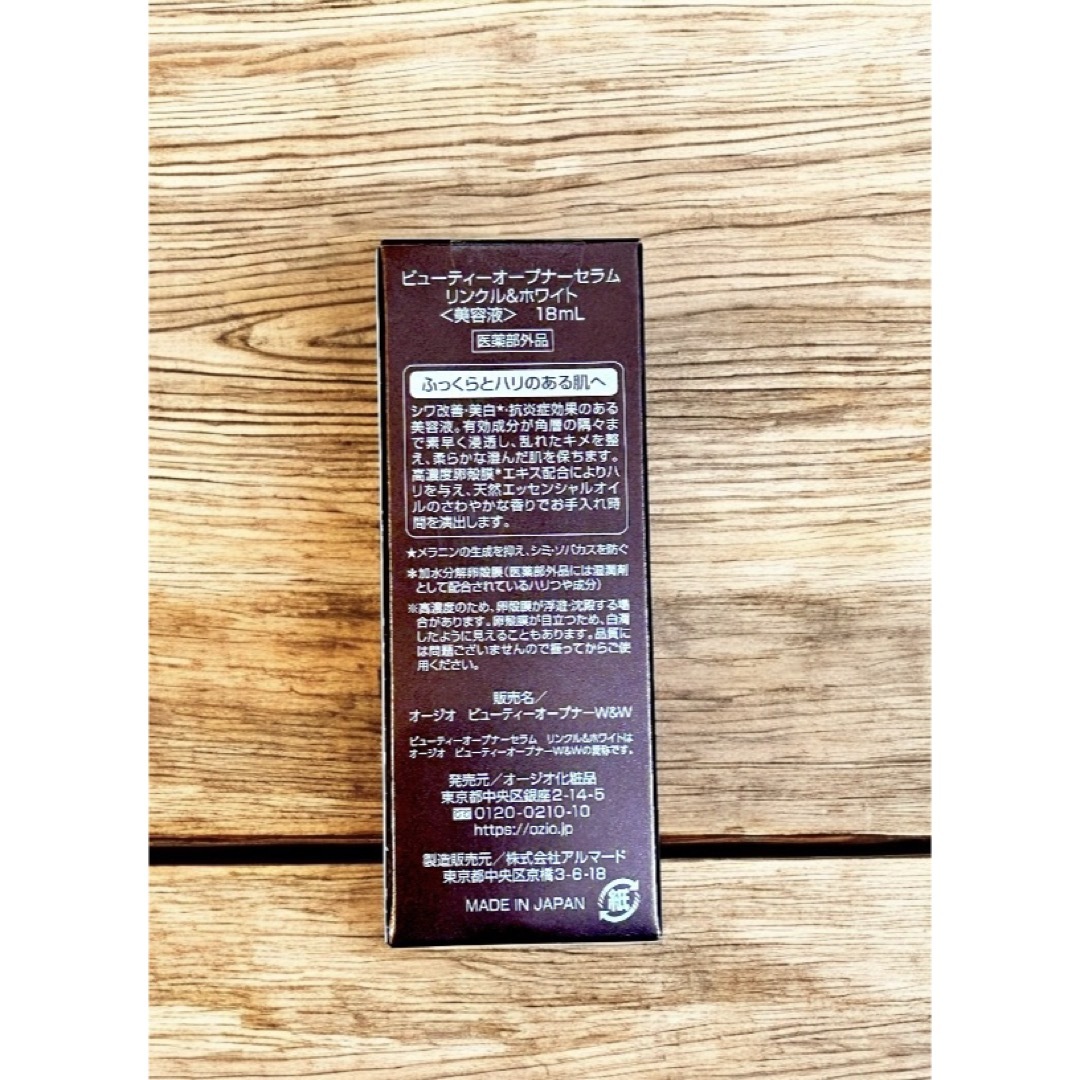 ビューティーオープナーセラム
リンクル&ホワイト
<美容液> 18mL
医薬部外品
ふっくらとハリのある肌へ
シワ改善・美白★・抗炎症効果のある
美容液。有効成分が角層の隅々ま
で素早く浸透し、乱れたキメを整
え、柔らかな澄んだ肌を保ちます。
高濃度卵殻膜*エキス配合によりハ
リを与え、天然エッセンシャルオイ
ルのさわやかな香りでお手入れ時
間を演出します。
★メラニンの生成を抑え、シミ・ソバカスを防ぐ
*加水分解卵殻膜(医薬部外品には湿潤剤
として配合されているハリつや成分)
※高濃度のため、卵殻膜が浮遊・沈殿する場
合があります。卵殻膜が目立つため、白濁
したように見えることもあります。品質に
は問題ございませんので振ってからご使
用ください。
販売名/
オージオ ビューティーオープナーW&W
ビューティーオープナーセラム リンクル&ホワイトは
オージオ ビューティーオープナーW&Wの愛称です。
発売元/オージオ化粧品
東京都中央区銀座2-14-5
0120-0210-10
https://ozio.jp
製造販売元/株式会社アルマード
東京都中央区京橋3-6-18
MADE IN JAPAN 紙